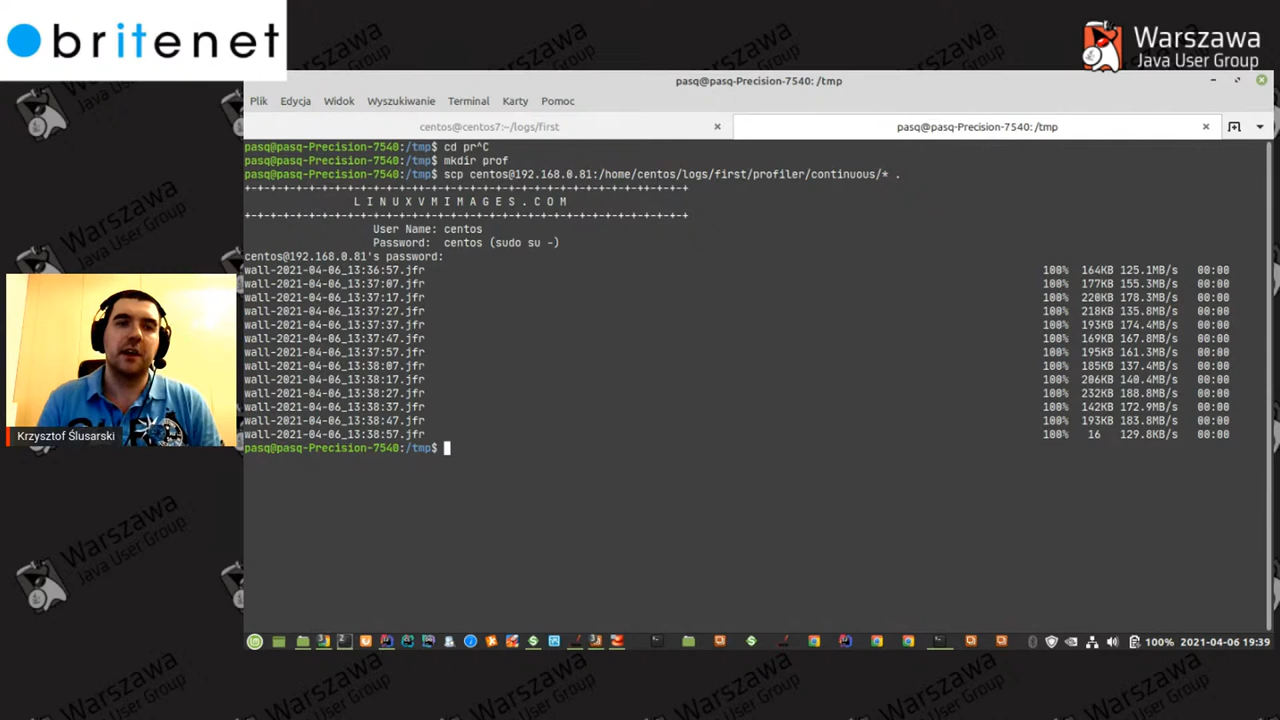 britenet
Warszawa
Java User Group
pasq@pasq-Precision-7540: /tmp
Plik Edycja Widok Wyszukiwanie Terminal Karty Pomoc
centos@centos7:~/logs/first
pasq@pasq-Precision-7540: /tmp
pasq@pasq-Precision-7540:/tmp$ cd pr^C
pasq@pasq-Precision-7540:/tmp$ mkdir prof
pasq@pasq-Precision-7540:/tmp$ scp centos@192.168.0.81:/home/centos/logs/first/profiler/continuous/* .
+-+-+-+-+-+-+-+-+-+-+-+-+-+-+-+-+-+-+-+-+-+-+-+-+-+-+-+-+
L I N U X V M I M A G E S . C O M
+-+-+-+-+-+-+-+-+-+-+-+-+-+-+-+-+-+-+-+-+-+-+-+-+-+-+-+-+
User Name: centos
Password: centos (sudo su -)
centos@192.168.0.81's password:
wall-2021-04-06_13:36:57.jfr 100% 164KB 125.1MB/s 00:00
wall-2021-04-06_13:37:07.jfr 100% 177KB 155.3MB/s 00:00
wall-2021-04-06_13:37:17.jfr 100% 220KB 178.3MB/s 00:00
wall-2021-04-06_13:37:27.jfr 100% 218KB 135.8MB/s 00:00
wall-2021-04-06_13:37:37.jfr 100% 193KB 174.4MB/s 00:00
wall-2021-04-06_13:37:47.jfr 100% 169KB 167.8MB/s 00:00
wall-2021-04-06_13:37:57.jfr 100% 195KB 161.3MB/s 00:00
wall-2021-04-06_13:38:07.jfr 100% 185KB 137.4MB/s 00:00
wall-2021-04-06_13:38:17.jfr 100% 206KB 140.4MB/s 00:00
wall-2021-04-06_13:38:27.jfr 100% 232KB 188.8MB/s 00:00
wall-2021-04-06_13:38:37.jfr 100% 142KB 172.9MB/s 00:00
wall-2021-04-06_13:38:47.jfr 100% 193KB 183.8MB/s 00:00
wall-2021-04-06_13:38:57.jfr 100% 16 129.8KB/s 00:00
pasq@pasq-Precision-7540:/tmp$
Krzysztof Ślusarski
100% 2021-04-06 19:39
Warszawa
Java User Group
Warszawa
Java User Group
Warszawa
Java User Group